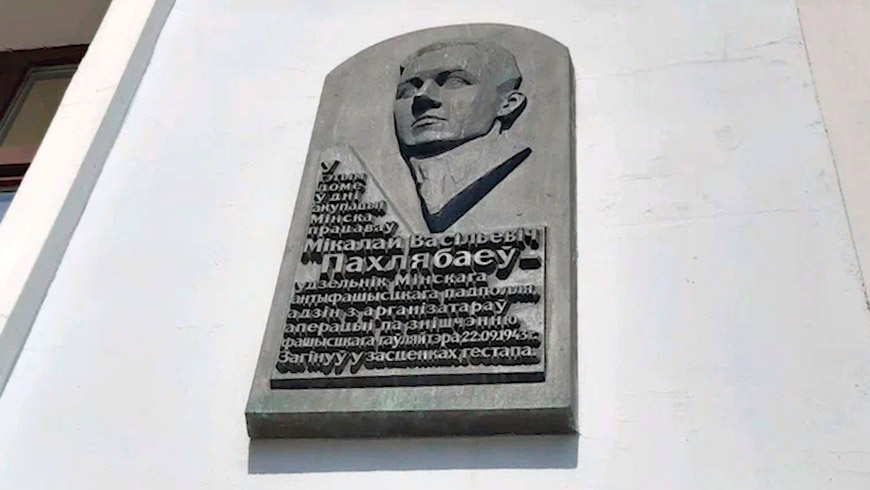 У
этым
доме
ў дні
акупацыі
Мінска
працаваў
Мікалай Васільевіч
Пахлябаеў –
удзельнік Мінскага
антыфашысцкага падполля
адзін з арганізатараў
аперацыі па знішчэнню
фашысцкага гаўляйтэра 22.09.1943 г.
Загінуў у засценках гестапа.